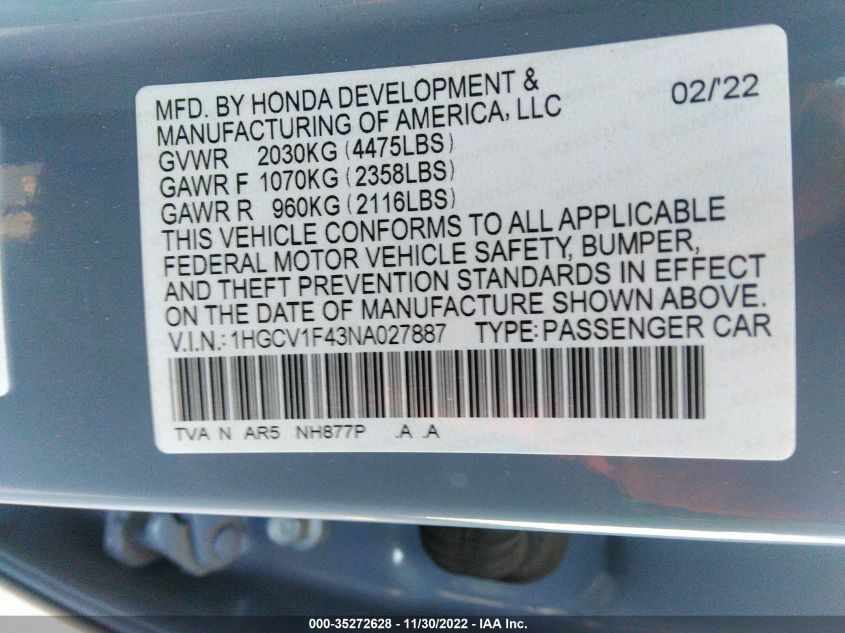 MFD. BY HONDA DEVELOPMENT & 02/'22
MANUFACTURING OF AMERICA, LLC
GVWR 2030KG (4475LBS)
GAWR F 1070KG (2358LBS)
GAWR R 960KG (2116LBS)
THIS VEHICLE CONFORMS TO ALL APPLICABLE
FEDERAL MOTOR VEHICLE SAFETY, BUMPER,
AND THEFT PREVENTION STANDARDS IN EFFECT
ON THE DATE OF MANUFACTURE SHOWN ABOVE.
V.I.N.: 1HGCV1F43NA027887 TYPE: PASSENGER CAR
TVA N AR5 NH877P .A .A
000-35272628 - 11/30/2022 - IAA Inc.